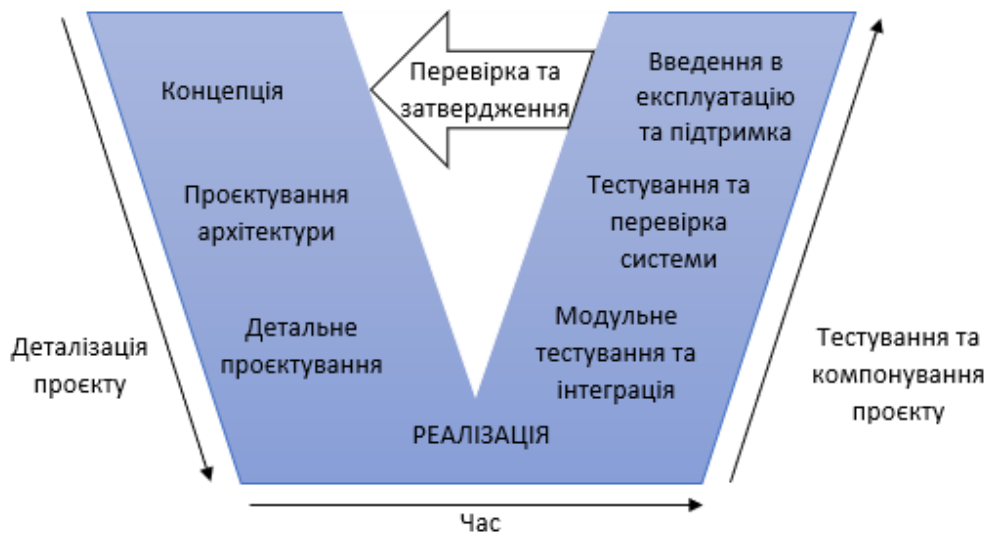 Концепція
Перевірка та
затвердження
Введення в
експлуатацію
та підтримка
Проєктування
архітектури
Тестування та
перевірка
системи
Детальне
проєктування
Модульне
тестування та
інтеграція
Деталізація
проєкту
Тестування та
компонування
проєкту
РЕАЛІЗАЦІЯ
Час